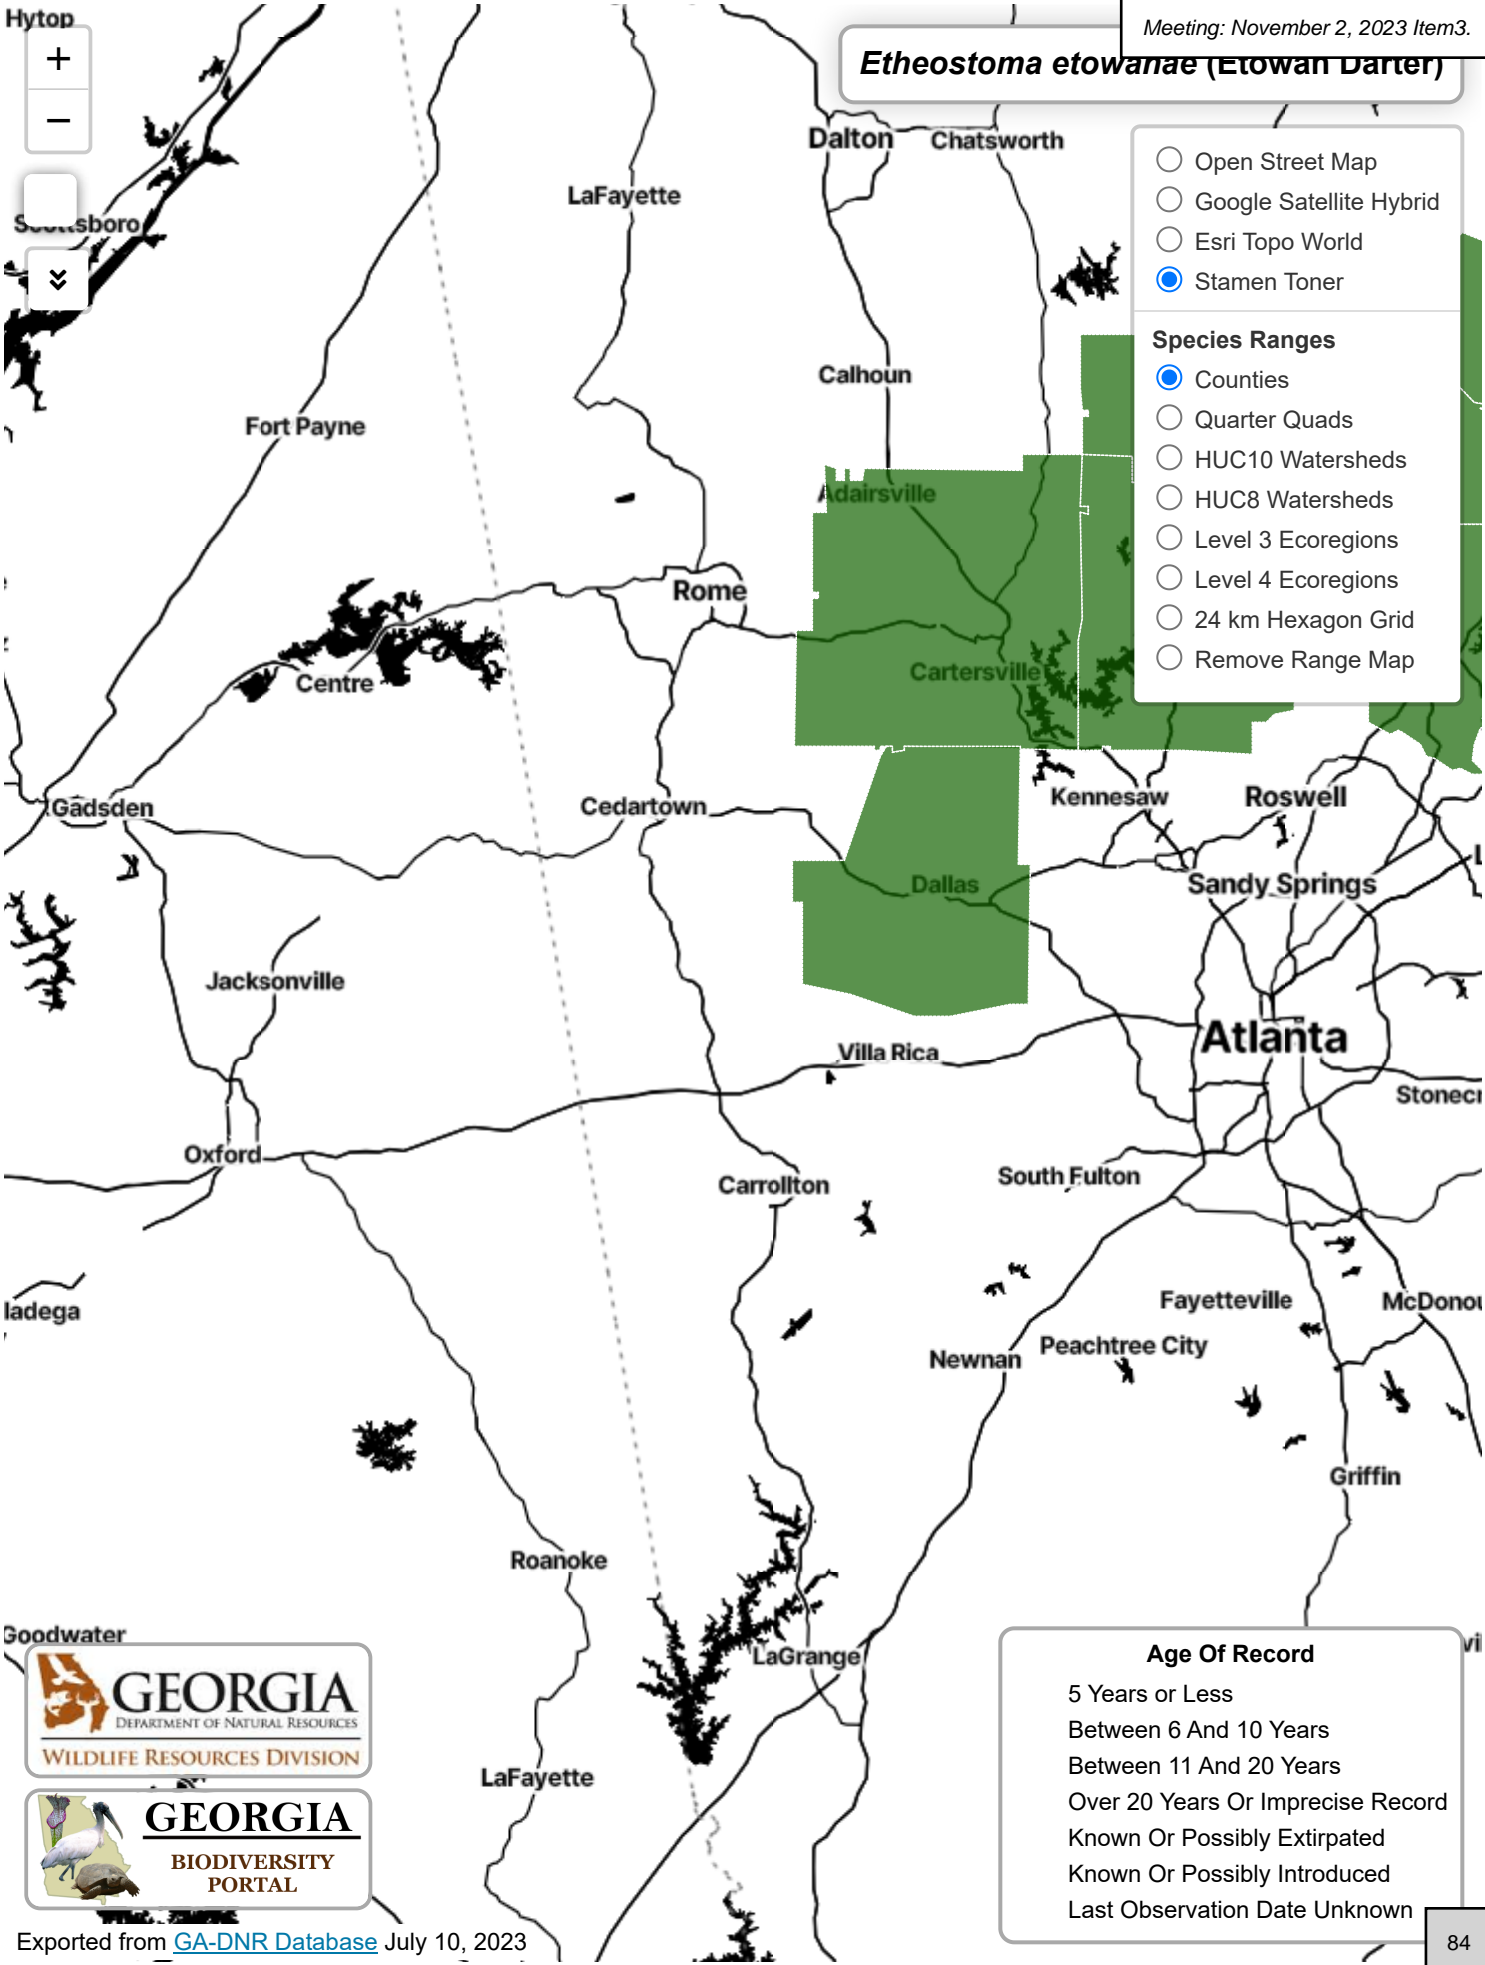 Hytop
Meeting: November 2, 2023 Item3.
Etheostoma etowahae (Etowah Darter)
+
−
Dalton
Chatsworth
Open Street Map
LaFayette
Google Satellite Hybrid
Scottsboro
Esri Topo World
Stamen Toner
Species Ranges
Calhoun
Counties
Fort Payne
Quarter Quads
HUC10 Watersheds
Adairsville
HUC8 Watersheds
Level 3 Ecoregions
Rome
Level 4 Ecoregions
24 km Hexagon Grid
Cartersville
Remove Range Map
Centre
Gadsden
Cedartown
Kennesaw
Roswell
Dallas
Sandy Springs
Jacksonville
Atlanta
Villa Rica
Stonecr
Oxford
Carrollton
South Fulton
ladega
Fayetteville
McDonou
Newnan
Peachtree City
Griffin
Roanoke
Goodwater
LaGrange
vi
Age Of Record
5 Years or Less
Between 6 And 10 Years
Between 11 And 20 Years
Over 20 Years Or Imprecise Record
Known Or Possibly Extirpated
Known Or Possibly Introduced
Last Observation Date Unknown
GEORGIA
DEPARTMENT OF NATURAL RESOURCES
WILDLIFE RESOURCES DIVISION
LaFayette
GEORGIA
BIODIVERSITY
PORTAL
Exported from GA-DNR Database July 10, 2023
84